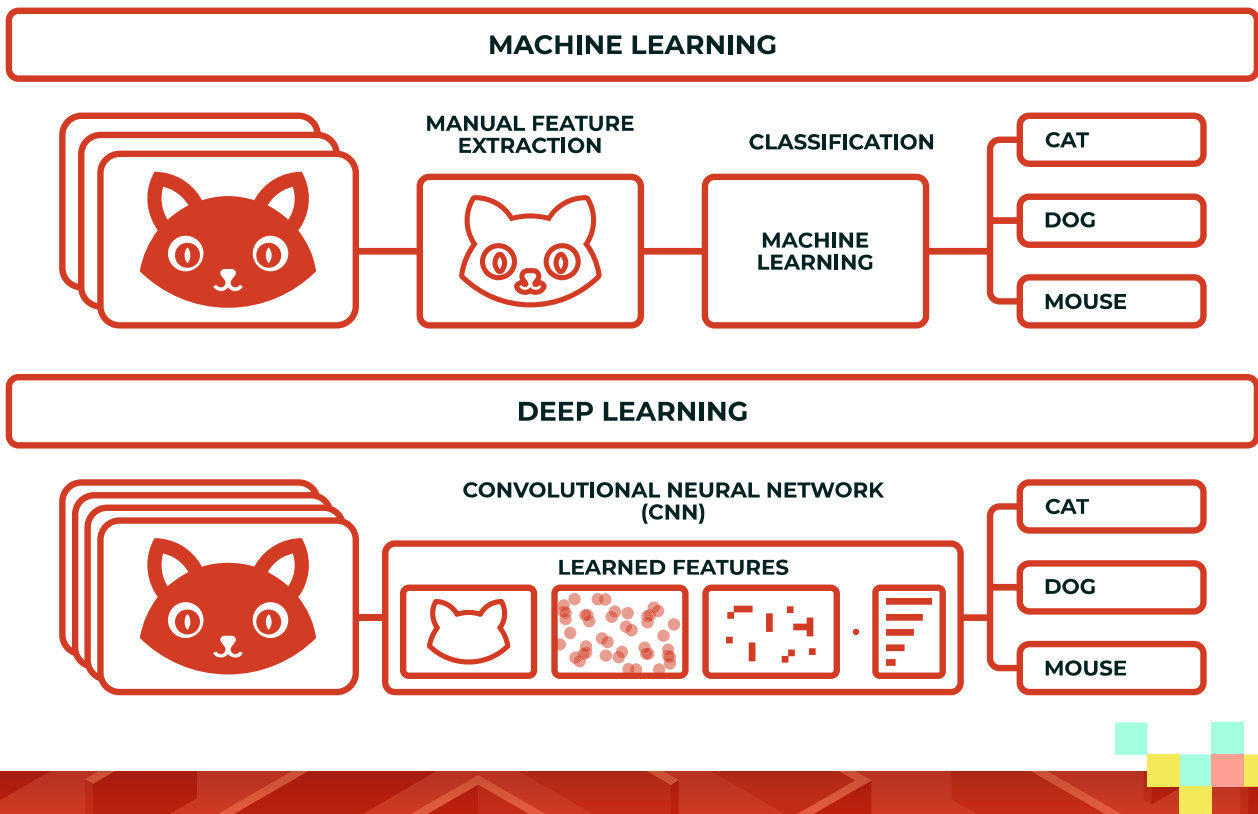 MACHINE LEARNING
MANUAL FEATURE
EXTRACTION
CLASSIFICATION
MACHINE
LEARNING
CAT
DOG
MOUSE
DEEP LEARNING
CONVOLUTIONAL NEURAL NETWORK
(CNN)
LEARNED FEATURES
CAT
DOG
MOUSE